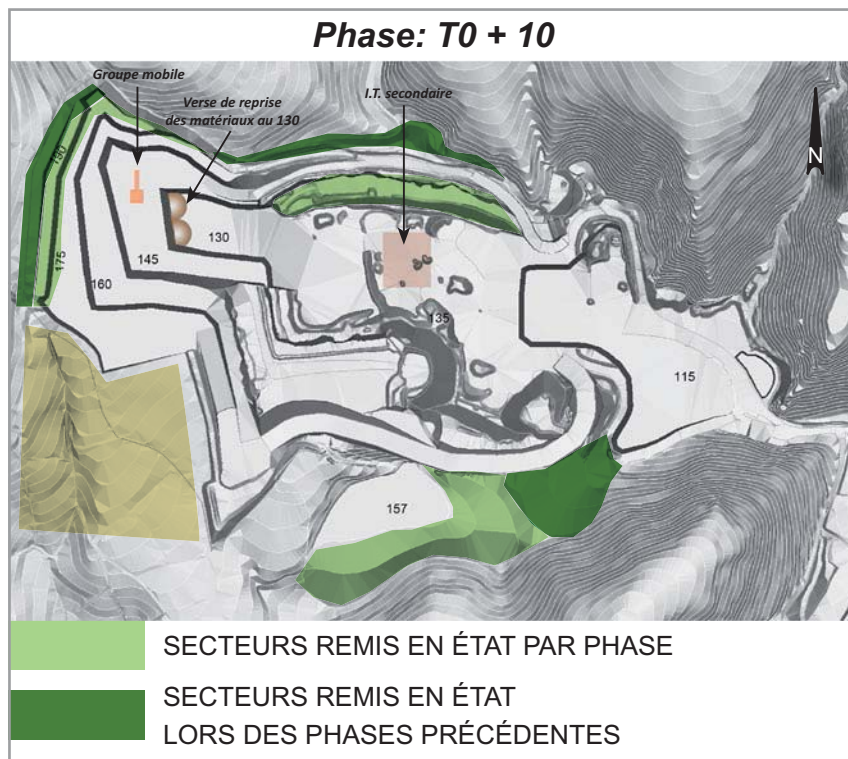 Phase: T0 + 10
Groupe mobile
Verse de reprise
des matériaux au 130
I.T. secondaire
N
190
175
160
145
130
135
115
157
SECTEURS REMIS EN ÉTAT PAR PHASE
SECTEURS REMIS EN ÉTAT
LORS DES PHASES PRÉCÉDENTES